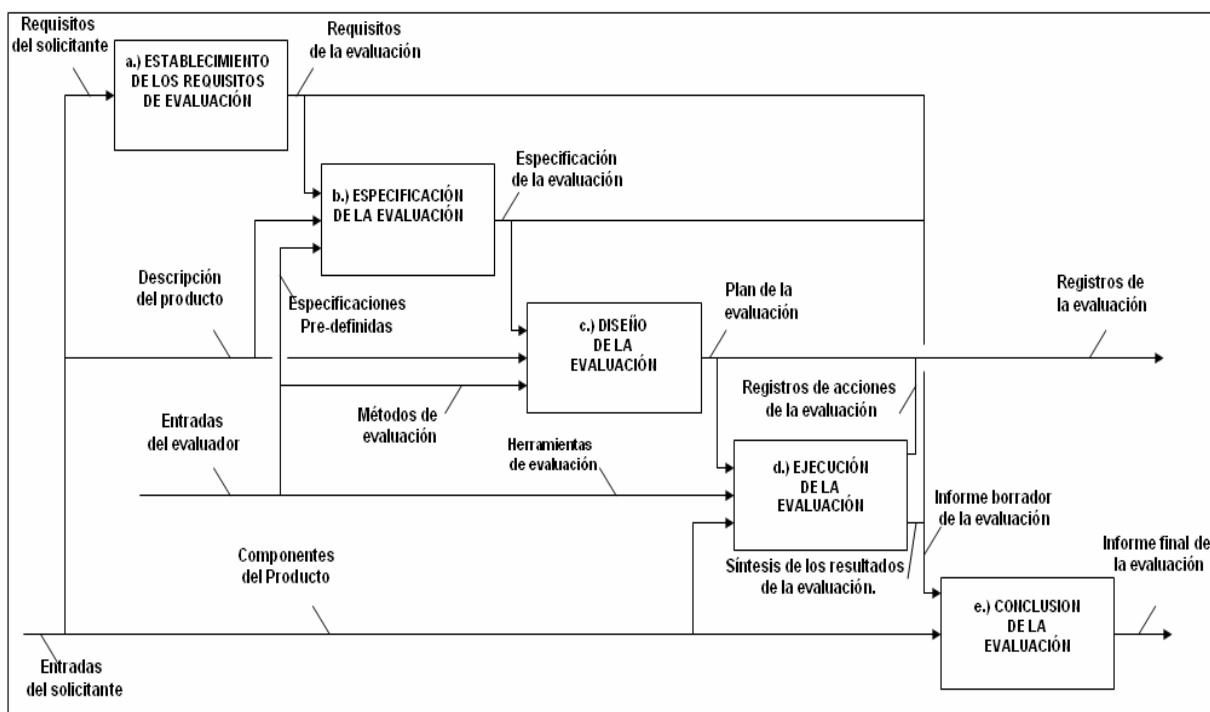 Requisitos
del solicitante
a.) ESTABLECIMIENTO
DE LOS REQUISITOS
DE EVALUACIÓN
Requisitos
de la evaluación
b.) ESPECIFICACIÓN
DE LA EVALUACIÓN
Especificación
de la evaluación
Descripción
del producto
Especificaciones
Pre-definidas
c.) DISEÑO
DE LA
EVALUACIÓN
Plan de la
evaluación
Registros de
la evaluación
Entradas
del evaluador
Métodos de
evaluación
Herramientas
de evaluación
Registros de acciones
de la evaluación
d.) EJECUCIÓN
DE LA
EVALUACIÓN
Informe borrador
de la evaluación
Componentes
del Producto
Síntesis de los resultados
de la evaluación.
Informe final de
la evaluación
e.) CONCLUSION
DE LA
EVALUACIÓN
Entradas
del solicitante